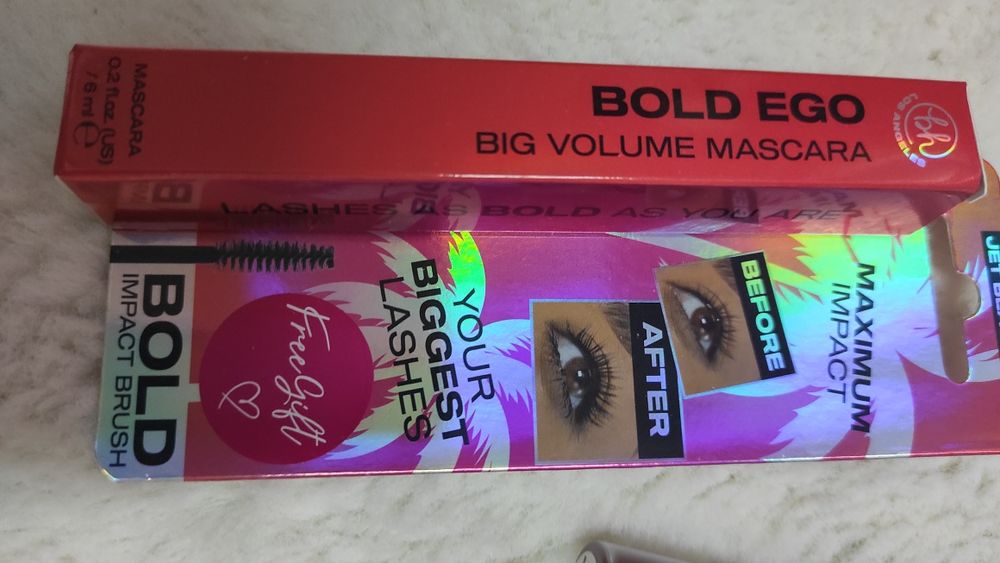 BOLD EGO
BIG VOLUME MASCARA
bh
LOS ANGELES
MASCARA
0.2 fl.oz. (US)
/ 6 ml ℮
LASHES AS BOLD AS YOU ARE
MAXIMUM
IMPACT
BEFORE
AFTER
YOUR
BIGGEST
LASHES
Free Gift
BOLD
IMPACT BRUSH